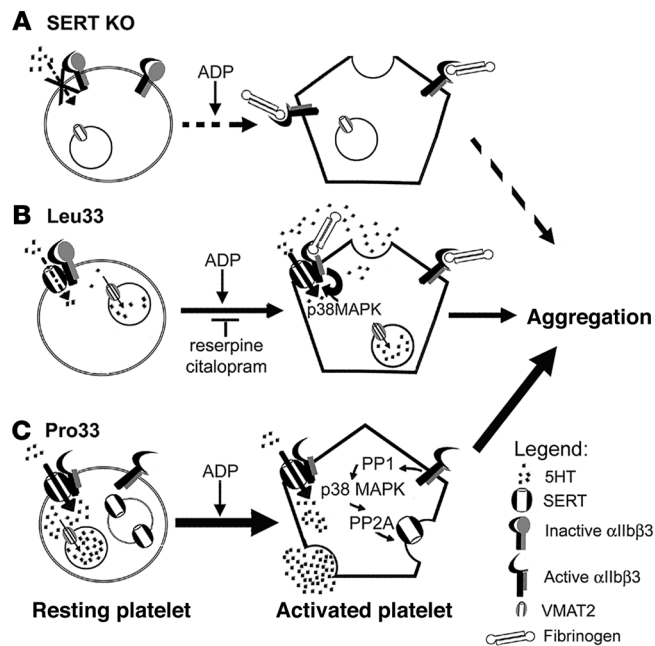 A SERT KO
ADP
B Leu33
ADP
reserpine
citalopram
p38MAPK
Aggregation
C Pro33
ADP
PP1
p38 MAPK
PP2A
Resting platelet
Activated platelet
Legend:
5HT
SERT
Inactive αIIbβ3
Active αIIbβ3
VMAT2
Fibrinogen